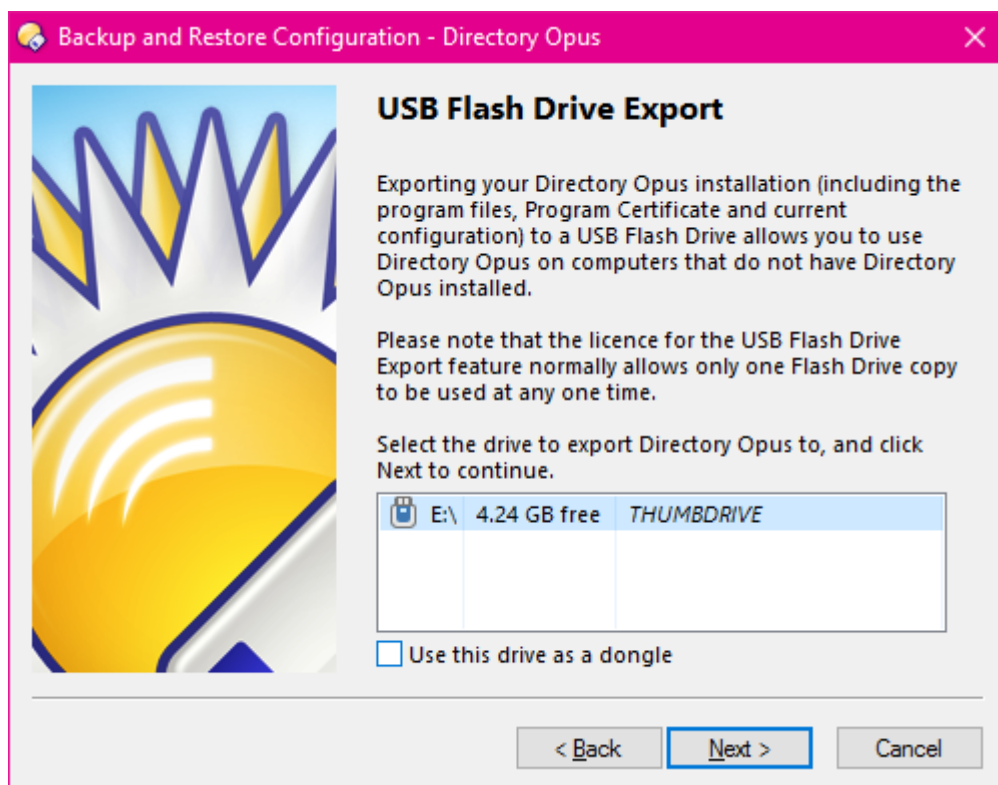 Backup and Restore Configuration - Directory Opus
USB Flash Drive Export
Exporting your Directory Opus installation (including the
program files, Program Certificate and current
configuration) to a USB Flash Drive allows you to use
Directory Opus on computers that do not have Directory
Opus installed.
Please note that the licence for the USB Flash Drive
Export feature normally allows only one Flash Drive copy
to be used at any one time.
Select the drive to export Directory Opus to, and click
Next to continue.
E:\ 4.24 GB free THUMBDRIVE
Use this drive as a dongle
< Back Next > Cancel